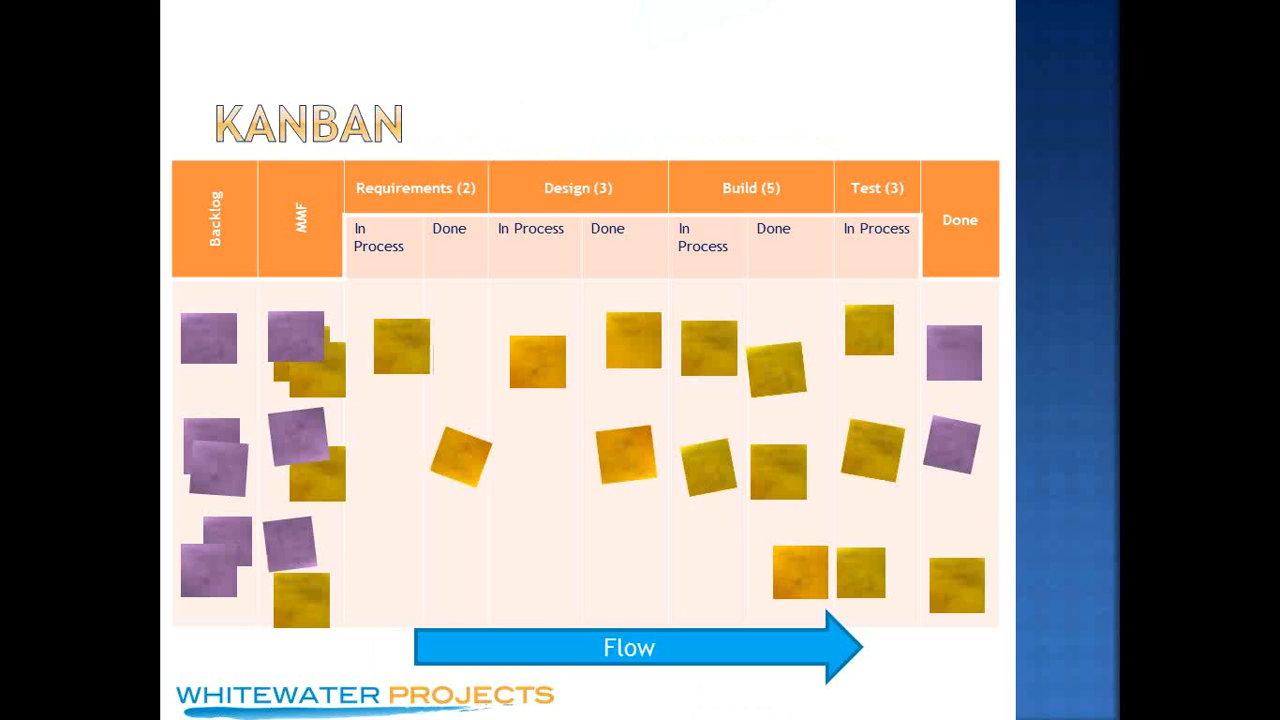 KANBAN
Backlog
MMF
Requirements (2)
Design (3)
Build (5)
Test (3)
Done
In
Process
Done
In Process
Done
In
Process
Done
In Process
Flow
WHITEWATER PROJECTS